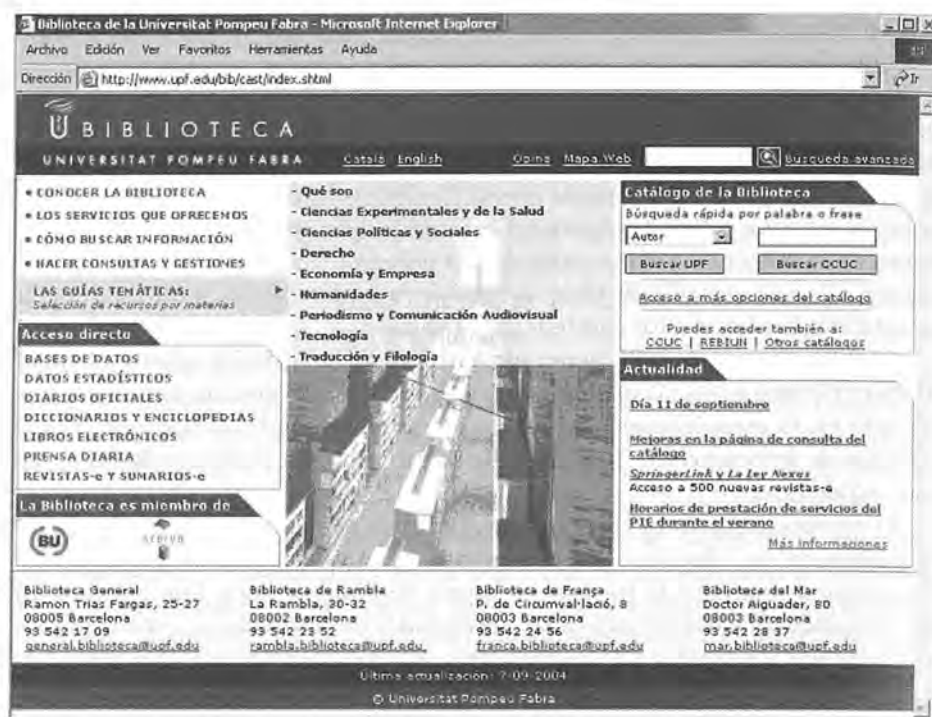 Biblioteca de la Universitat Pompeu Fabra - Microsoft Internet Explorer
Archivo Edición Ver Favoritos Herramientas Ayuda
Dirección http://www.upf.edu/bib/cast/index.shtml Ir
BIBLIOTECA
UNIVERSITAT POMPEU FABRA Català English Opina Mapa Web Búsqueda avanzada
CONOCER LA BIBLIOTECA
LOS SERVICIOS QUE OFRECEMOS
CÓMO BUSCAR INFORMACIÓN
HACER CONSULTAS Y GESTIONES
LAS GUÍAS TEMÁTICAS:
Selección de recursos por materias
- Qué son
- Ciencias Experimentales y de la Salud
- Ciencias Políticas y Sociales
- Derecho
- Economía y Empresa
- Humanidades
- Periodismo y Comunicación Audiovisual
- Tecnología
- Traducción y Filología
Acceso directo
BASES DE DATOS
DATOS ESTADÍSTICOS
DIARIOS OFICIALES
DICCIONARIOS Y ENCICLOPEDIAS
LIBROS ELECTRÓNICOS
PRENSA DIARIA
REVISTAS-e Y SUMARIOS-e
La Biblioteca es miembro de
BU
Catálogo de la Biblioteca
Búsqueda rápida por palabra o frase
Autor
Buscar UPF Buscar CCUC
Acceso a más opciones del catálogo
Puedes acceder también a:
CCUC | REBIUN | Otros catálogos
Actualidad
Día 11 de septiembre
Mejoras en la página de consulta del
catálogo
SpringerLink y La Ley Nexus
Acceso a 500 nuevas revistas-e
Horarios de prestación de servicios del
PIE durante el verano
Más informaciones
Biblioteca General
Ramon Trias Fargas, 25-27
08005 Barcelona
93 542 17 09
general.biblioteca@upf.edu
Biblioteca de Rambla
La Rambla, 30-32
08002 Barcelona
93 542 23 52
rambla.biblioteca@upf.edu
Biblioteca de França
P. de Circumval·lació, 8
08003 Barcelona
93 542 24 56
franca.biblioteca@upf.edu
Biblioteca del Mar
Doctor Aiguader, 80
08003 Barcelona
93 542 28 37
mar.biblioteca@upf.edu
Última actualización: 7-09-2004
© Universitat Pompeu Fabra